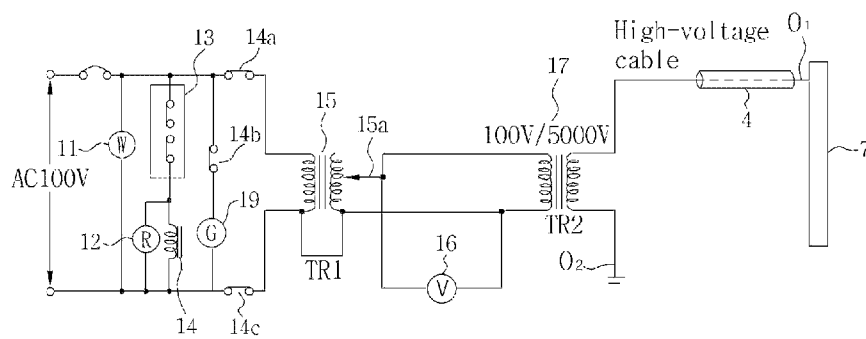 13
14a
High-voltage
cable
O₁
17
15
14b
15a
100V/5000V
4
11
W
AC100V
19
7
12
R
G
TR2
16
TR1
O₂
V
14
14c